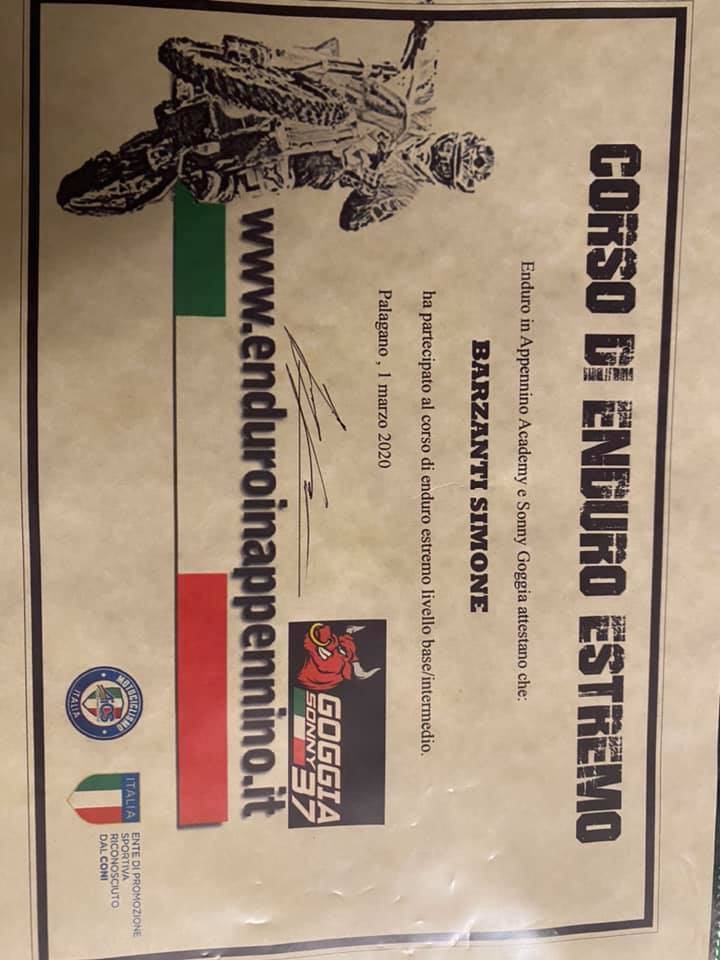 CORSO DI ENDURO ESTREMO
Enduro in Appennino Academy e Sonny Goggia attestano che:
BARZANTI SIMONE
ha partecipato al corso di enduro estremo livello base/intermedio.
Palagano , 1 marzo 2020
GOGGIA
SONNY 37
www.enduroinappennino.it
MOTOCICLISMO
AICS
ITALIA
ITALIA
ENTE DI PROMOZIONE
SPORTIVA
RICONOSCIUTO
DAL CONI